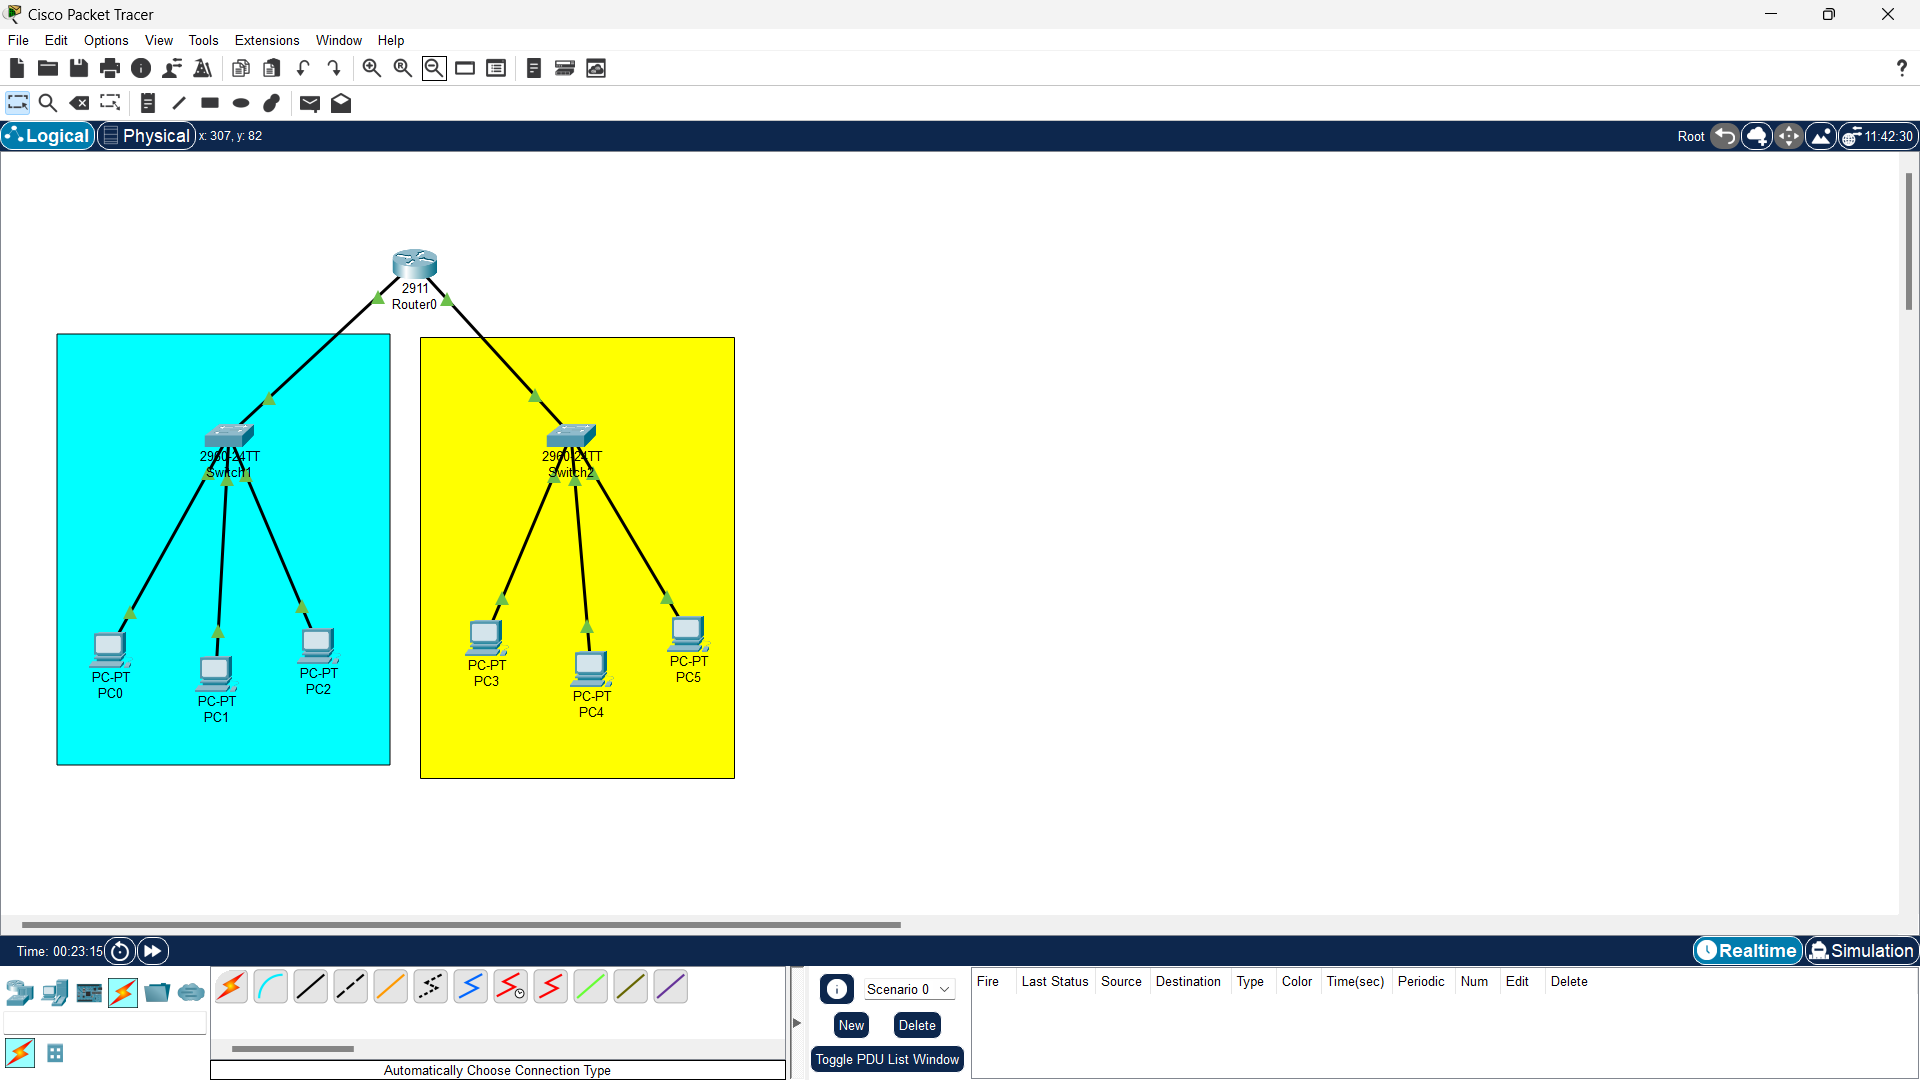 Cisco Packet Tracer
File Edit Options View Tools Extensions Window Help
?
Logical Physical x: 307, y: 82 Root 11:42:30
2911
Router0
2960-24TT
Switch1
2960-24TT
Switch2
PC-PT
PC0
PC-PT
PC1
PC-PT
PC2
PC-PT
PC3
PC-PT
PC4
PC-PT
PC5
Time: 00:23:15 Realtime Simulation
Scenario 0
New Delete
Toggle PDU List Window
Fire Last Status Source Destination Type Color Time(sec) Periodic Num Edit Delete
Automatically Choose Connection Type